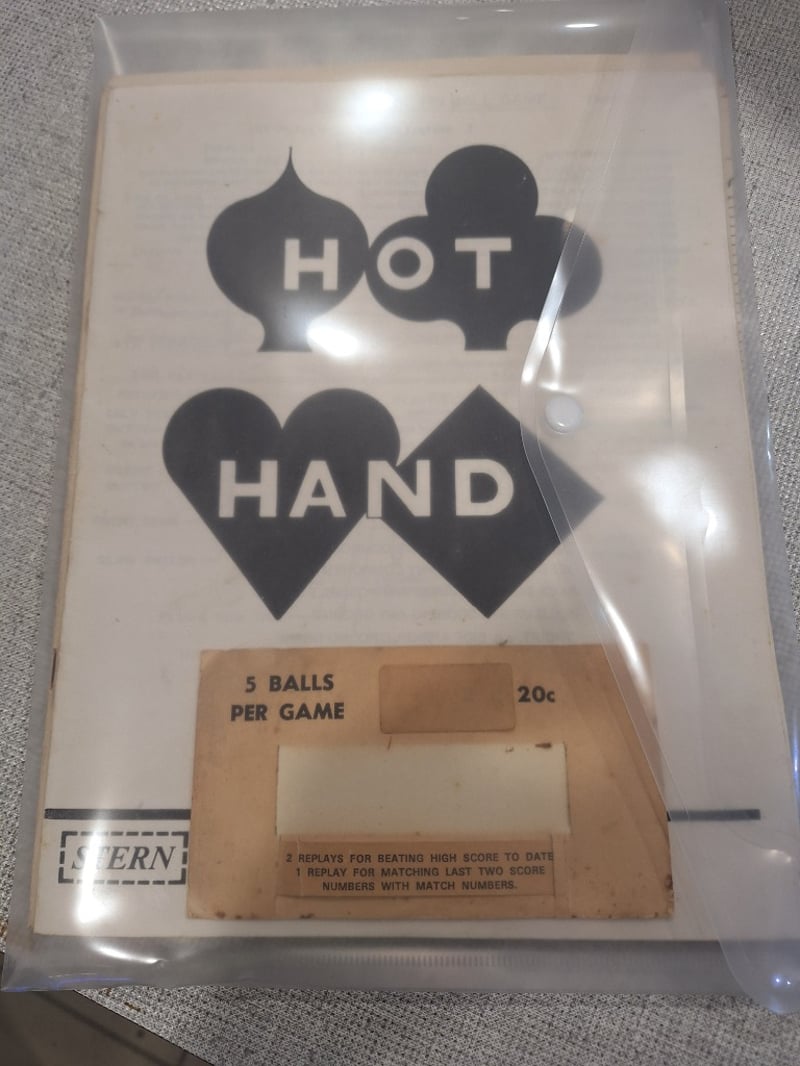 HOT
HAND
5 BALLS
PER GAME
20c
STERN
2 REPLAYS FOR BEATING HIGH SCORE TO DATE
1 REPLAY FOR MATCHING LAST TWO SCORE
NUMBERS WITH MATCH NUMBERS.